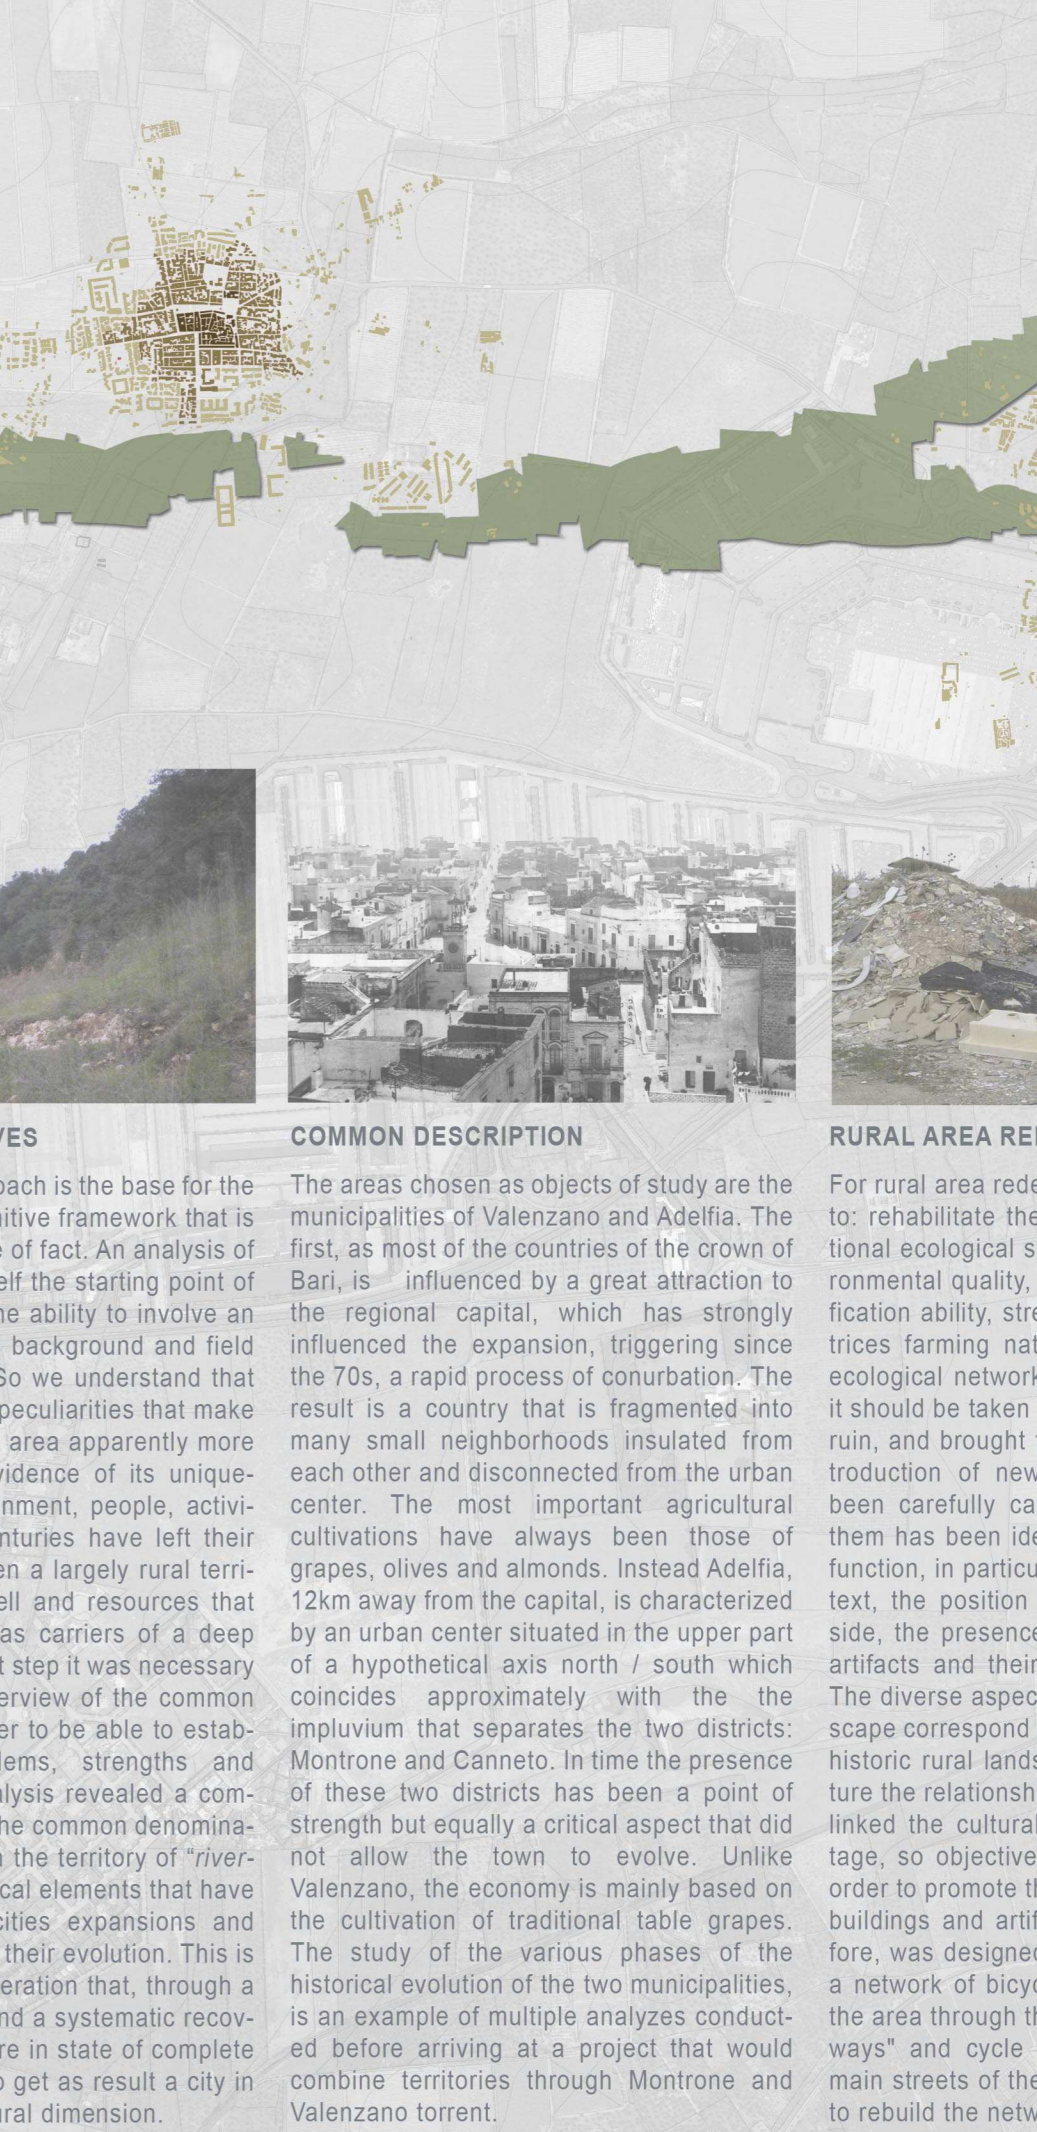 VES
oach is the base for the
nitive framework that is
e of fact. An analysis of
elf the starting point of
he ability to involve an
background and field
So we understand that
peculiarities that make
area apparently more
vidence of its unique-
nment, people, activi-
nturies have left their
en a largely rural terri-
ell and resources that
as carriers of a deep
t step it was necessary
erview of the common
er to be able to estab-
lems, strengths and
alysis revealed a com-
he common denomina-
n the territory of “river-
cal elements that have
cities expansions and
their evolution. This is
eration that, through a
nd a systematic recov-
re in state of complete
o get as result a city in
ural dimension.
COMMON DESCRIPTION
The areas chosen as objects of study are the
municipalities of Valenzano and Adelfia. The
first, as most of the countries of the crown of
Bari, is influenced by a great attraction to
the regional capital, which has strongly
influenced the expansion, triggering since
the 70s, a rapid process of conurbation. The
result is a country that is fragmented into
many small neighborhoods insulated from
each other and disconnected from the urban
center. The most important agricultural
cultivations have always been those of
grapes, olives and almonds. Instead Adelfia,
12km away from the capital, is characterized
by an urban center situated in the upper part
of a hypothetical axis north / south which
coincides approximately with the the
impluvium that separates the two districts:
Montrone and Canneto. In time the presence
of these two districts has been a point of
strength but equally a critical aspect that did
not allow the town to evolve. Unlike
Valenzano, the economy is mainly based on
the cultivation of traditional table grapes.
The study of the various phases of the
historical evolution of the two municipalities,
is an example of multiple analyzes conduct-
ed before arriving at a project that would
combine territories through Montrone and
Valenzano torrent.
RURAL AREA RE
For rural area rede
to: rehabilitate the
tional ecological s
ronmental quality,
fication ability, stre
trices farming nat
ecological network
it should be taken
ruin, and brought t
troduction of new
been carefully ca
them has been ide
function, in particu
text, the position
side, the presence
artifacts and their
The diverse aspec
scape correspond
historic rural lands
ture the relationsh
linked the cultural
tage, so objective
order to promote th
buildings and artif
fore, was designed
a network of bicyc
the area through th
ways" and cycle
main streets of the
to rebuild the netw